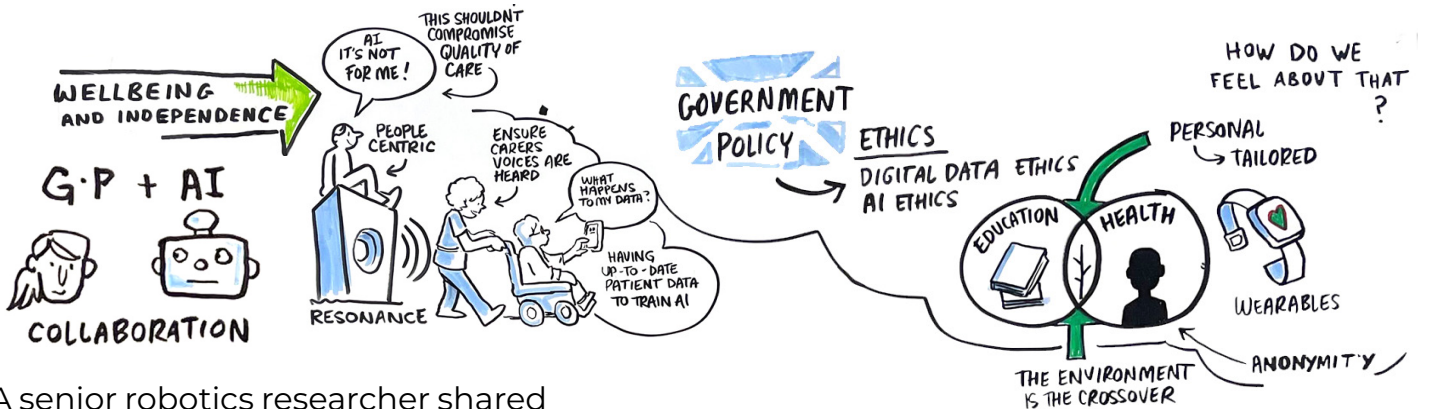 WELLBEING
AND INDEPENDENCE
G.P + AI
COLLABORATION
AI
IT'S NOT
FOR ME!
THIS SHOULDN'T
COMPROMISE
QUALITY OF
CARE
PEOPLE
CENTRIC
RESONANCE
ENSURE
CARERS
VOICES ARE
HEARD
WHAT
HAPPENS
TO MY DATA?
HAVING
UP-TO-DATE
PATIENT DATA
TO TRAIN AI
GOVERNMENT
POLICY
ETHICS
DIGITAL DATA ETHICS
AI ETHICS
EDUCATION
HEALTH
THE ENVIRONMENT
IS THE CROSSOVER
HOW DO WE
FEEL ABOUT THAT
?
PERSONAL
TAILORED
WEARABLES
ANONYMITY
A senior robotics researcher shared